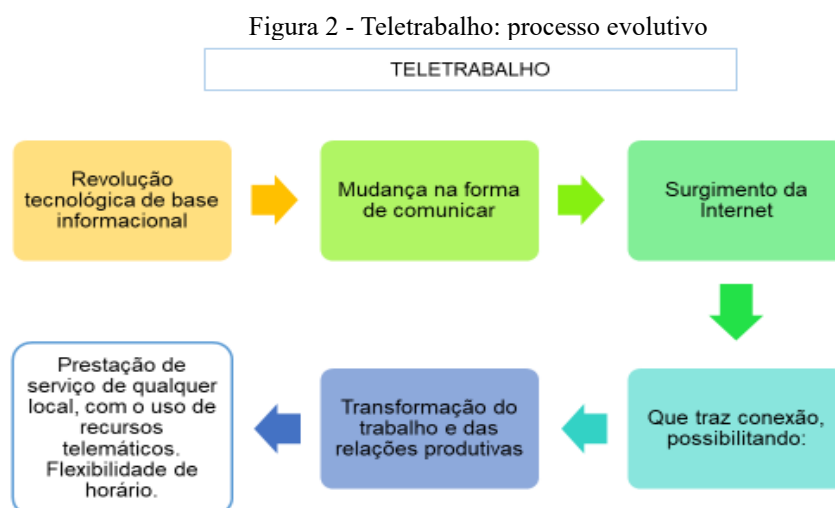 Figura 2 - Teletrabalho: processo evolutivo
TELETRABALHO
Revolução
tecnológica de base
informacional
Mudança na forma
de comunicar
Surgimento da
Internet
Que traz conexão,
possibilitando:
Transformação do
trabalho e das
relações produtivas
Prestação de
serviço de qualquer
local, com o uso de
recursos
telemáticos.
Flexibilidade de
horário.